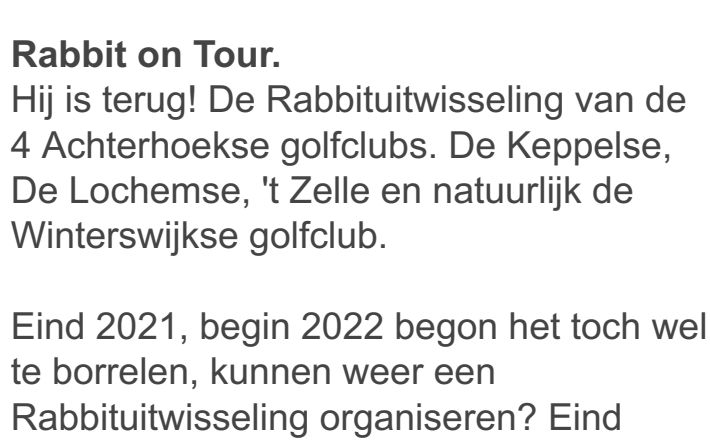 Rabbit on Tour.
Hij is terug! De Rabbituitwisseling van de
4 Achterhoekse golfclubs. De Keppelse,
De Lochemse, 't Zelle en natuurlijk de
Winterswijkse golfclub.
Eind 2021, begin 2022 begon het toch wel
te borrelen, kunnen weer een
Rabbituitwisseling organiseren? Eind